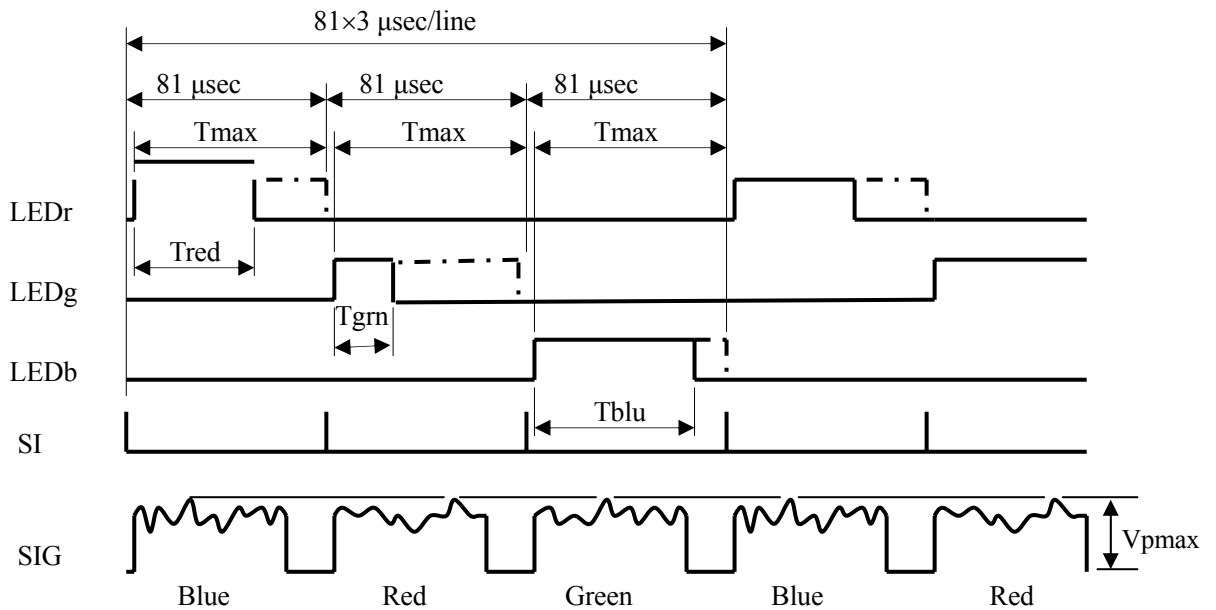 81×3 μsec/line
81 μsec 81 μsec 81 μsec
Tmax Tmax Tmax
LEDr
Tred
LEDg
Tgrn
LEDb
Tblu
SI
SIG
Vpmax
Blue Red Green Blue Red